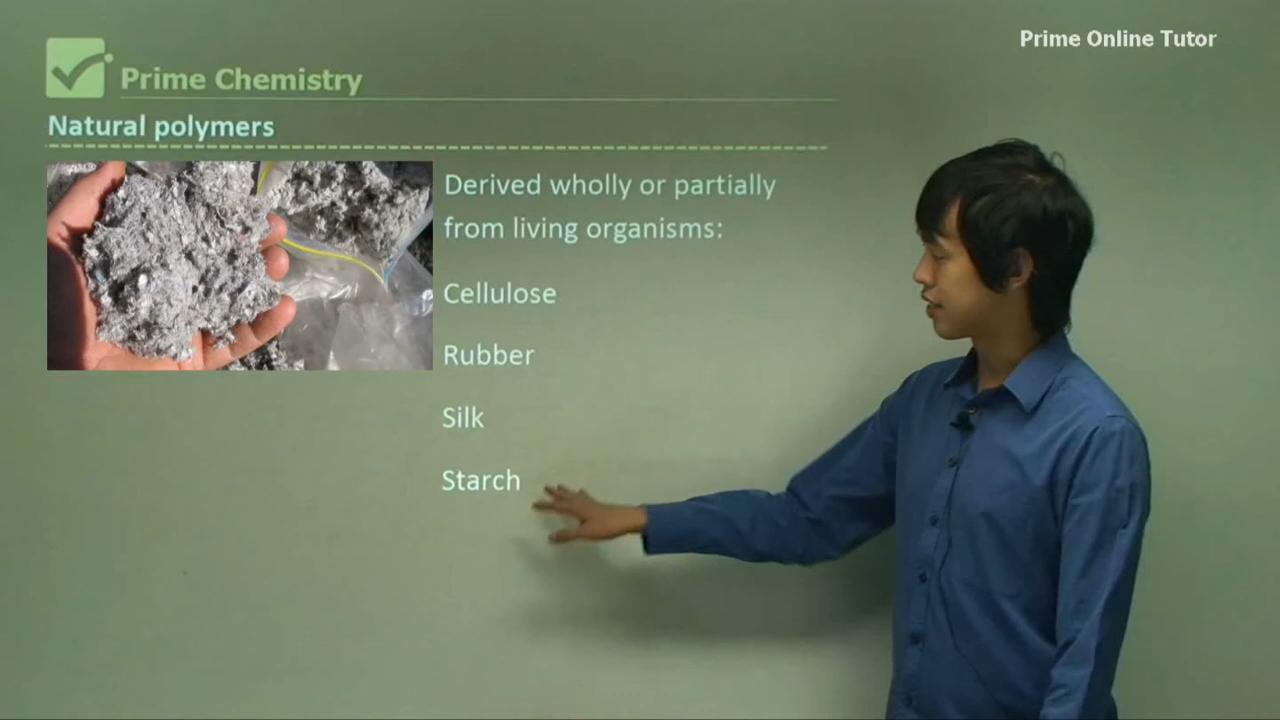 Prime Online Tutor
Prime Chemistry
Natural polymers
Derived wholly or partially
from living organisms:
Cellulose
Rubber
Silk
Starch